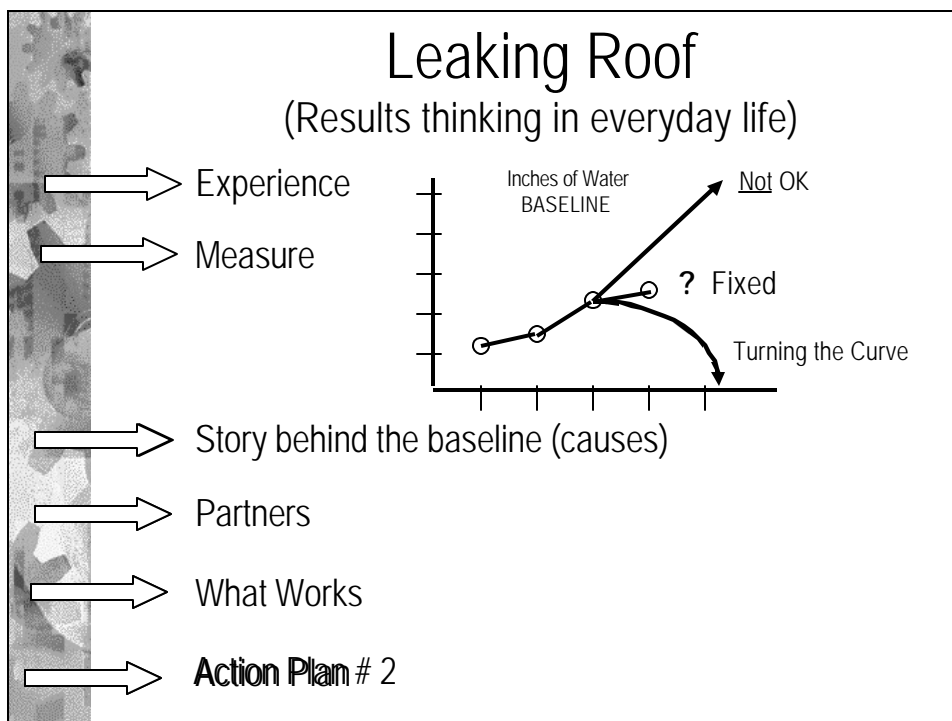 Leaking Roof
(Results thinking in everyday life)
Experience
Inches of Water
BASELINE
Not OK
Measure
? Fixed
Turning the Curve
Story behind the baseline (causes)
Partners
What Works
Action Plan # 2